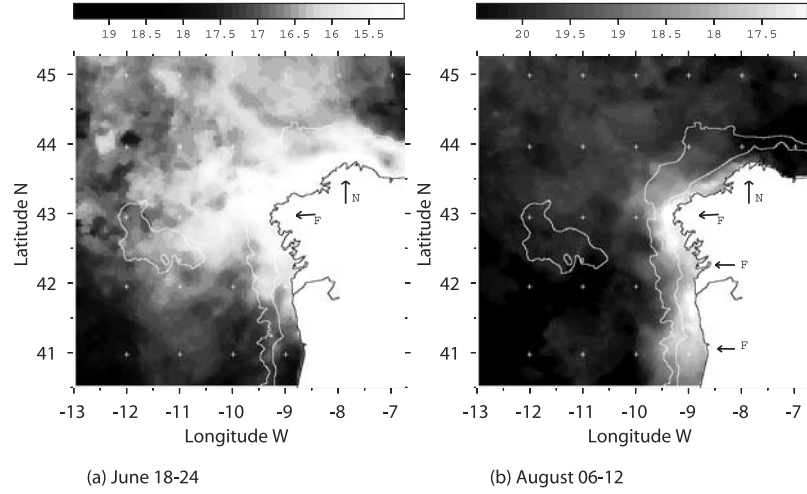 19 18.5 18 17.5 17 16.5 16 15.5
20 19.5 19 18.5 18 17.5
45
44
43
42
41
Latitude N
N
F
-13 -12 -11 -10 -9 -8 -7
Longitude W
(a) June 18-24
45
44
43
42
41
Latitude N
N
F
F
F
-13 -12 -11 -10 -9 -8 -7
Longitude W
(b) August 06-12